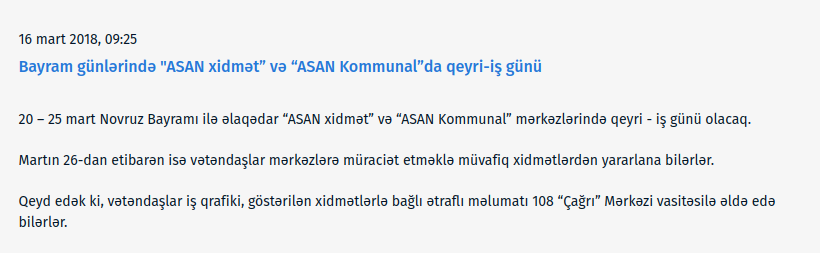 16 mart 2018, 09:25
Bayram günlərində "ASAN xidmət” və “ASAN Kommunal”da qeyri-iş günü
20 – 25 mart Novruz Bayramı ilə əlaqədar “ASAN xidmət” və “ASAN Kommunal” mərkəzlərində qeyri - iş günü olacaq.
Martın 26-dan etibarən isə vətəndaşlar mərkəzlərə müraciət etməklə müvafiq xidmətlərdən yararlana bilərlər.
Qeyd edək ki, vətəndaşlar iş qrafiki, göstərilən xidmətlərlə bağlı ətraflı məlumatı 108 “Çağrı” Mərkəzi vasitəsilə əldə edə
bilərlər.